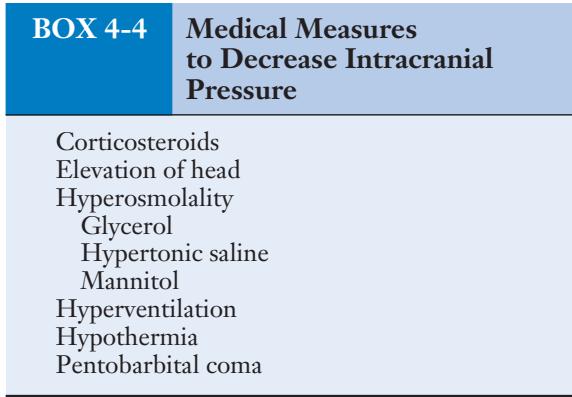 BOX 4-4
Medical Measures
to Decrease Intracranial
Pressure
Corticosteroids
Elevation of head
Hyperosmolality
Glycerol
Hypertonic saline
Mannitol
Hyperventilation
Hypothermia
Pentobarbital coma